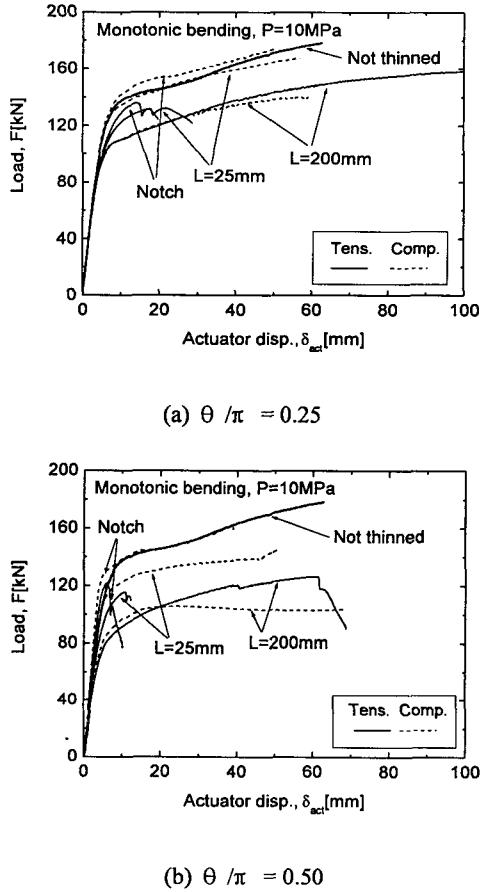 200
Monotonic bending, P=10MPa
160
Not thinned
120
L=200mm
L=25mm
Notch
80
Tens. Comp.
40
0
0 20 40 60 80 100
Load, F[kN]
Actuator disp., δact[mm]
(a) θ /π = 0.25
200
Monotonic bending, P=10MPa
Notch
160
Not thinned
120
L=25mm
L=200mm
80
Tens. Comp.
40
0
0 20 40 60 80 100
Load, F[kN]
Actuator disp., δact[mm]
(b) θ /π = 0.50